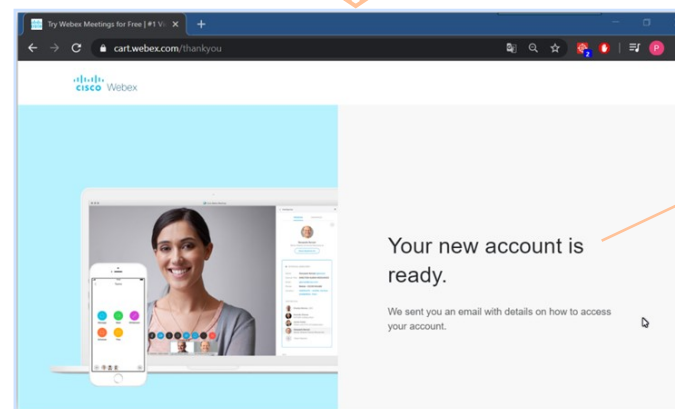 Try Webex Meetings for Free | #1 Vi
cart.webex.com/thankyou
2
P
CISCO Webex
Your new account is
ready.
We sent you an email with details on how to access
your account.